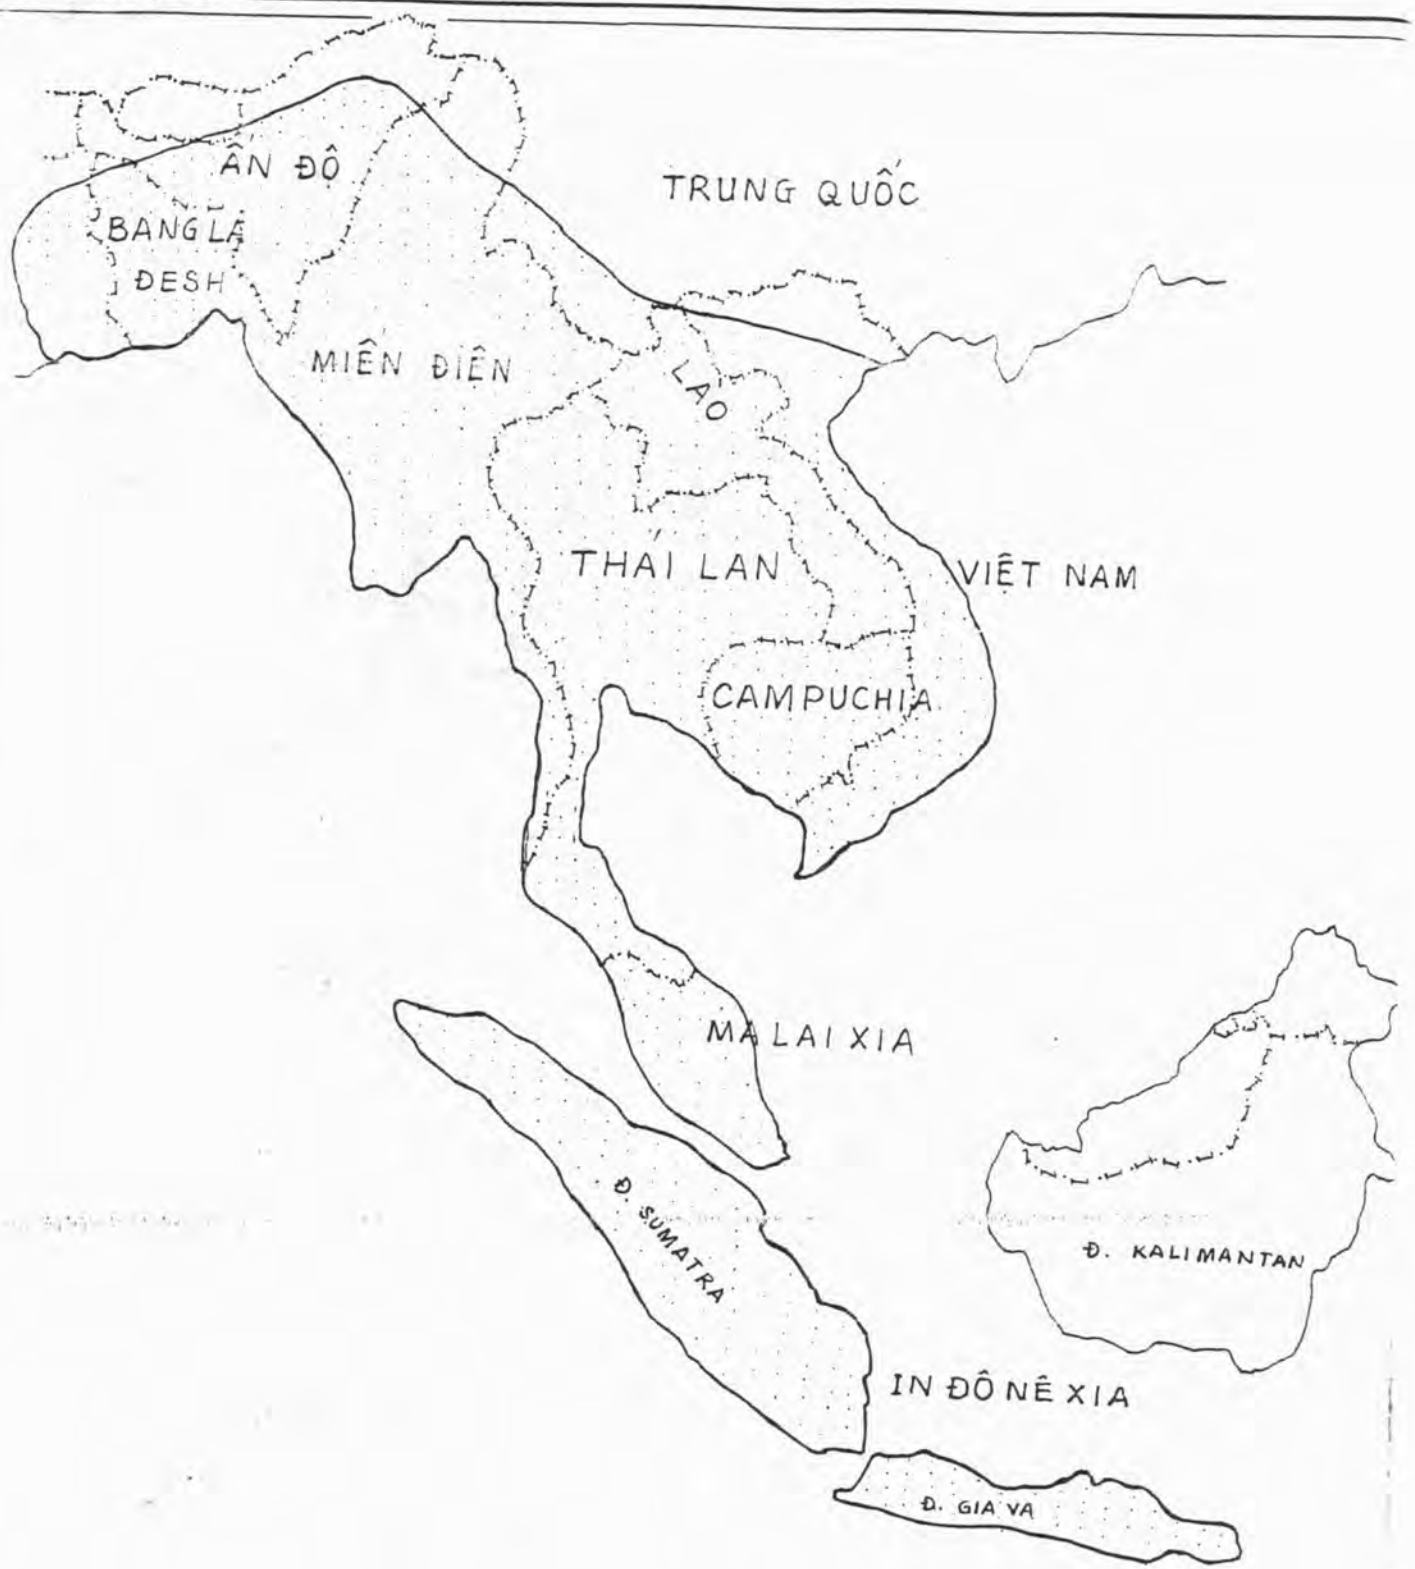 ẤN ĐỘ
TRUNG QUỐC
BANG LA
ĐESH
MIẾN ĐIỆN
LAO
THÁI LAN
VIỆT NAM
CAMPUCHIA
MA LAI XIA
Đ. SUMATRA
Đ. KALIMANTAN
IN ĐÔ NÊ XIA
Đ. GIA VA